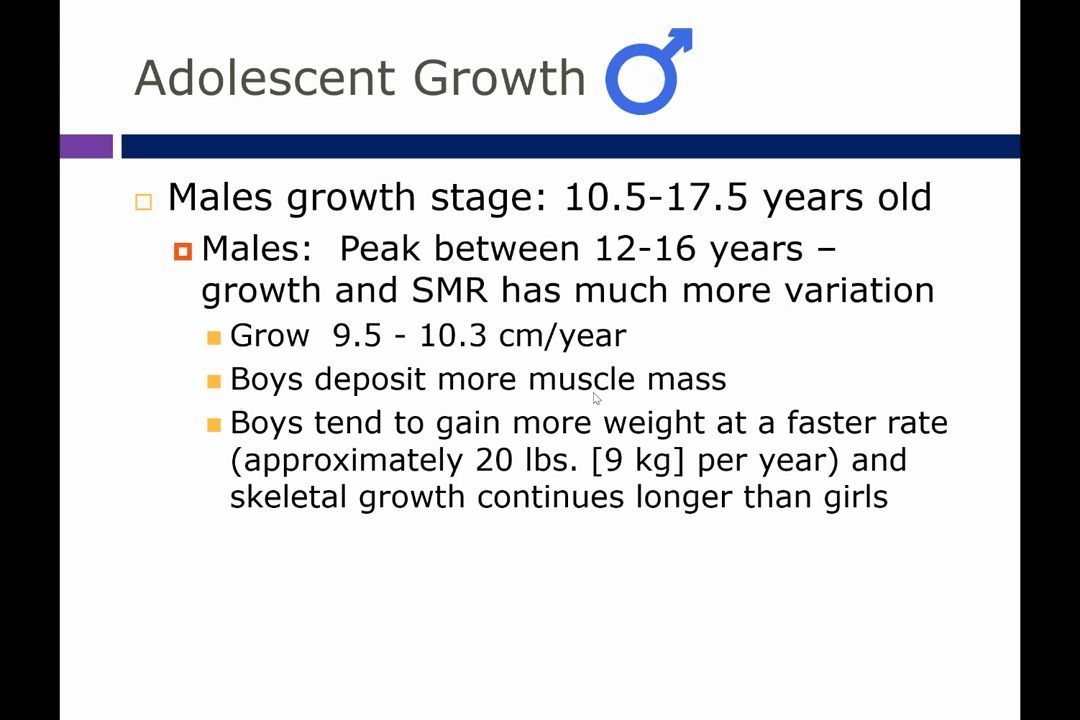 Adolescent Growth
Males growth stage: 10.5-17.5 years old
Males:  Peak between 12-16 years –
growth and SMR has much more variation
Grow  9.5 - 10.3 cm/year
Boys deposit more muscle mass
Boys tend to gain more weight at a faster rate
(approximately 20 lbs. [9 kg] per year) and
skeletal growth continues longer than girls